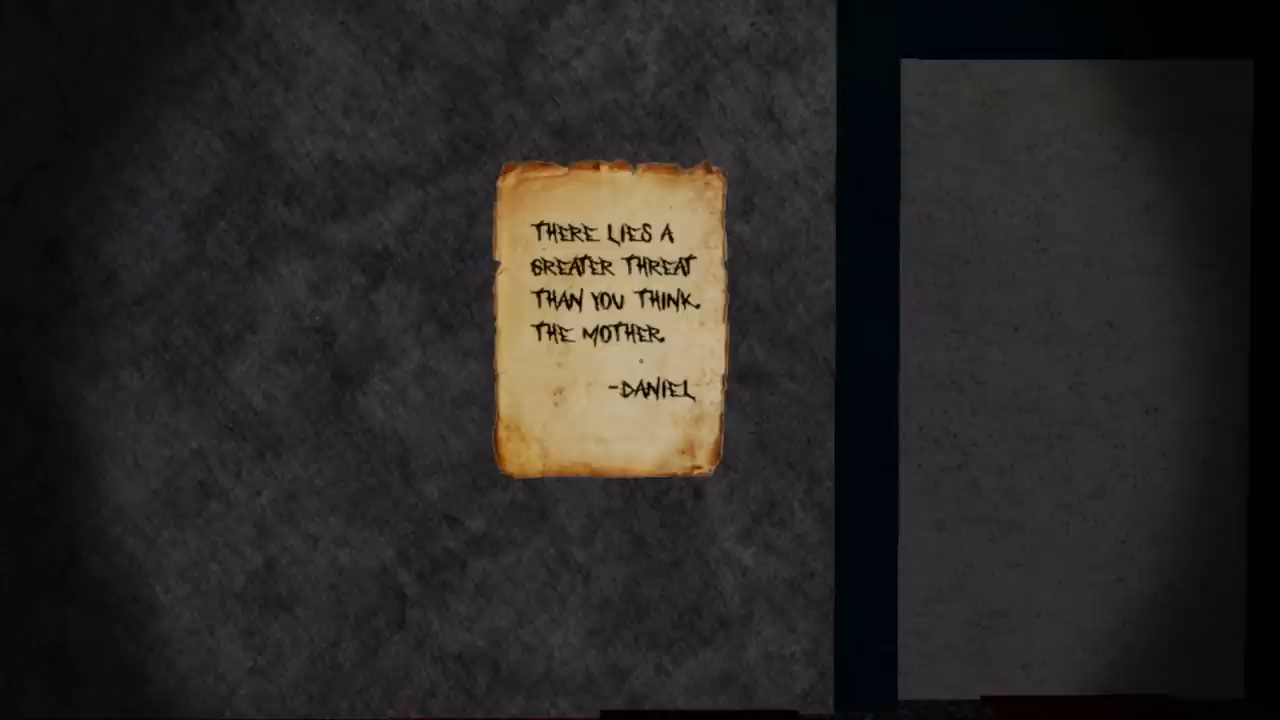 THERE LIES A
GREATER THREAT
THAN YOU THINK.
THE MOTHER.
-DANIEL